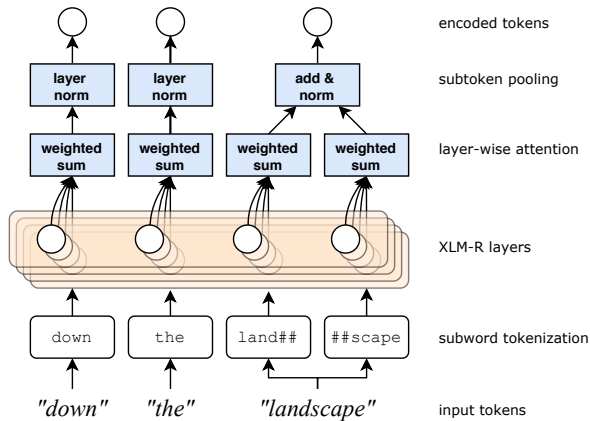 encoded tokens
layer norm
layer norm
add & norm
subtoken pooling
weighted sum
weighted sum
weighted sum
weighted sum
layer-wise attention
XLM-R layers
down
the
land##
##scape
subword tokenization
"down"
"the"
"landscape"
input tokens